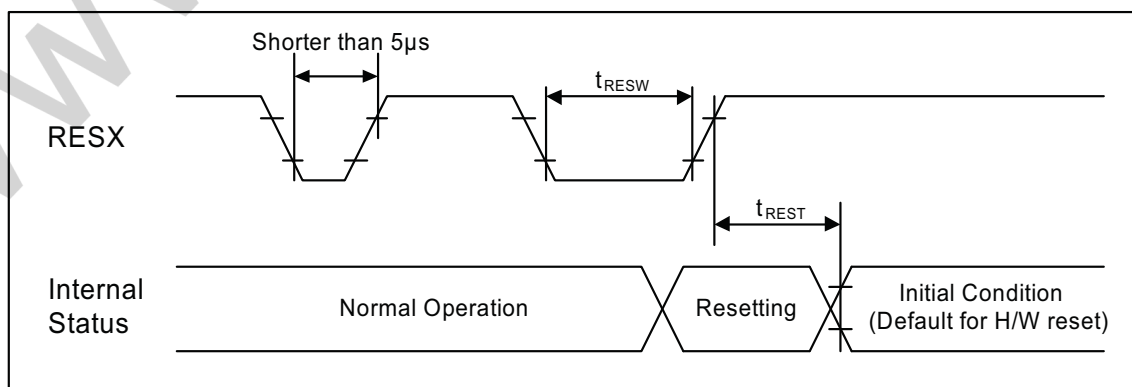 Shorter than 5µs
tRESW
RESX
tREST
Internal
Status
Normal Operation
Resetting
Initial Condition
(Default for H/W reset)